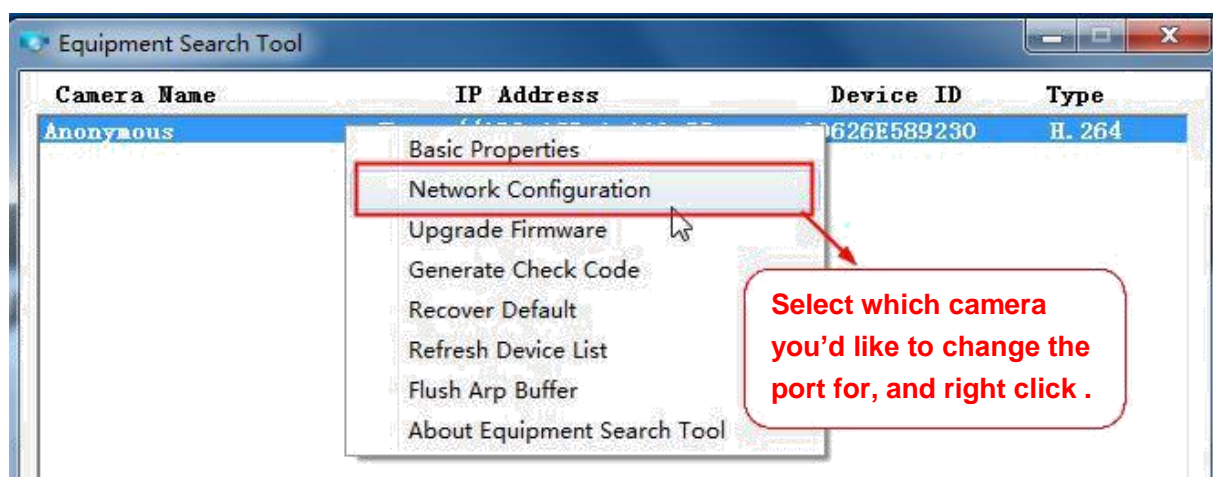 Equipment Search Tool
Camera Name IP Address Device ID Type
Anonymous H.264
Basic Properties
Network Configuration
Upgrade Firmware
Generate Check Code
Recover Default
Refresh Device List
Flush Arp Buffer
About Equipment Search Tool
Select which camera
you’d like to change the
port for, and right click .